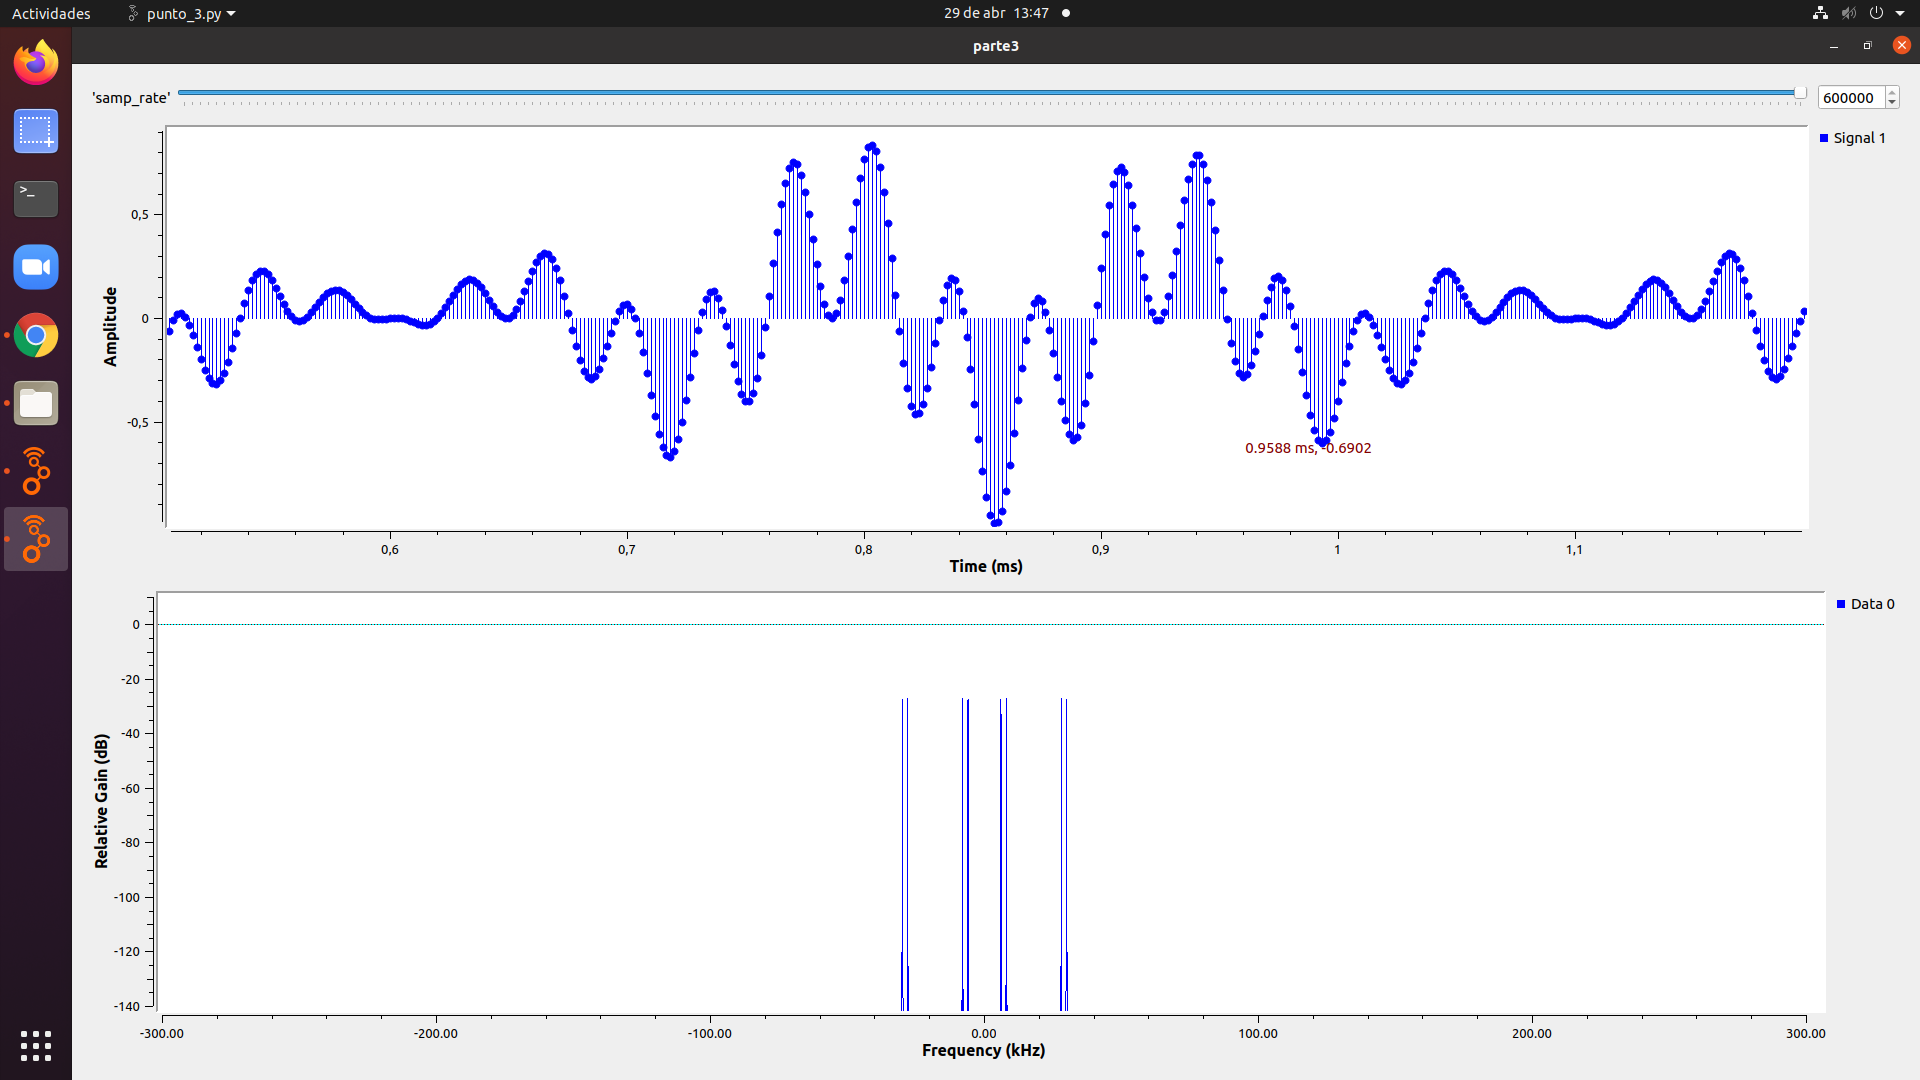 Actividades punto_3.py 29 de abr 13:47
parte3
'samp_rate' 600000
Signal 1
0,5
0
-0,5
Amplitude
0.9588 ms, -0.6902
0,6 0,7 0,8 0,9 1 1,1
Time (ms)
Data 0
0
-20
-40
-60
-80
-100
-120
-140
Relative Gain (dB)
-300.00 -200.00 -100.00 0.00 100.00 200.00 300.00
Frequency (kHz)